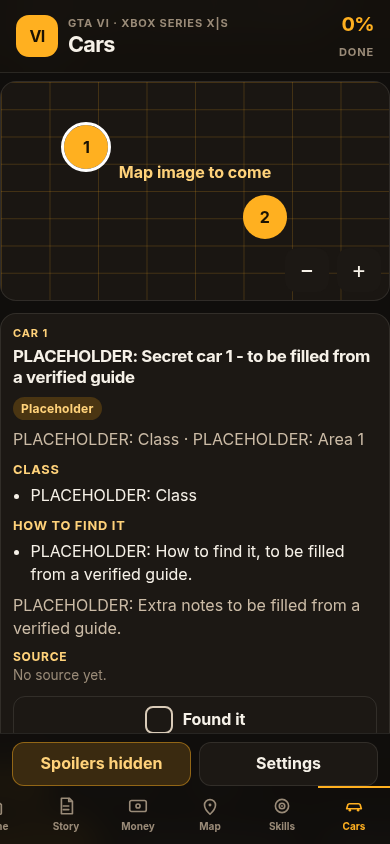 VI
GTA VI · XBOX SERIES X|S
Cars
0%
DONE
1
Map image to come
2
− +
CAR 1
PLACEHOLDER: Secret car 1 - to be filled from
a verified guide
Placeholder
PLACEHOLDER: Class · PLACEHOLDER: Area 1
CLASS
• PLACEHOLDER: Class
HOW TO FIND IT
• PLACEHOLDER: How to find it, to be filled
from a verified guide.
PLACEHOLDER: Extra notes to be filled from a
verified guide.
SOURCE
No source yet.
Found it
Spoilers hidden Settings
Story Money Map Skills Cars